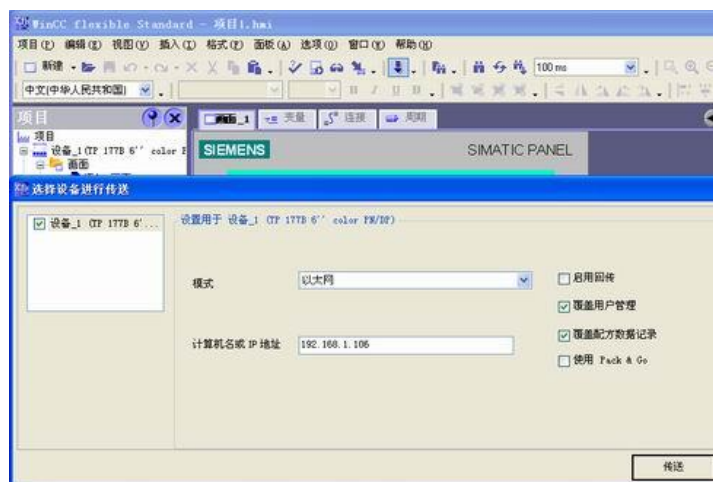 WinCC flexible Standard - 项目1.hmi
项目(P) 编辑(E) 视图(V) 插入(I) 格式(F) 面板(A) 选项(O) 窗口(W) 帮助(H)
新建 100 ms
中文(中华人民共和国) B I U
项目 画面_1 变量 连接 周期
项目
设备_1(TP 177B 6'' color P
画面
SIEMENS SIMATIC PANEL
选择设备进行传送
设备_1 (TP 177B 6'...
设置用于 设备_1 (TP 177B 6'' color PN/DP)
模式 以太网
启用回传
覆盖用户管理
计算机名或 IP 地址 192.168.1.106
覆盖配方数据记录
使用 Pack & Go
传送